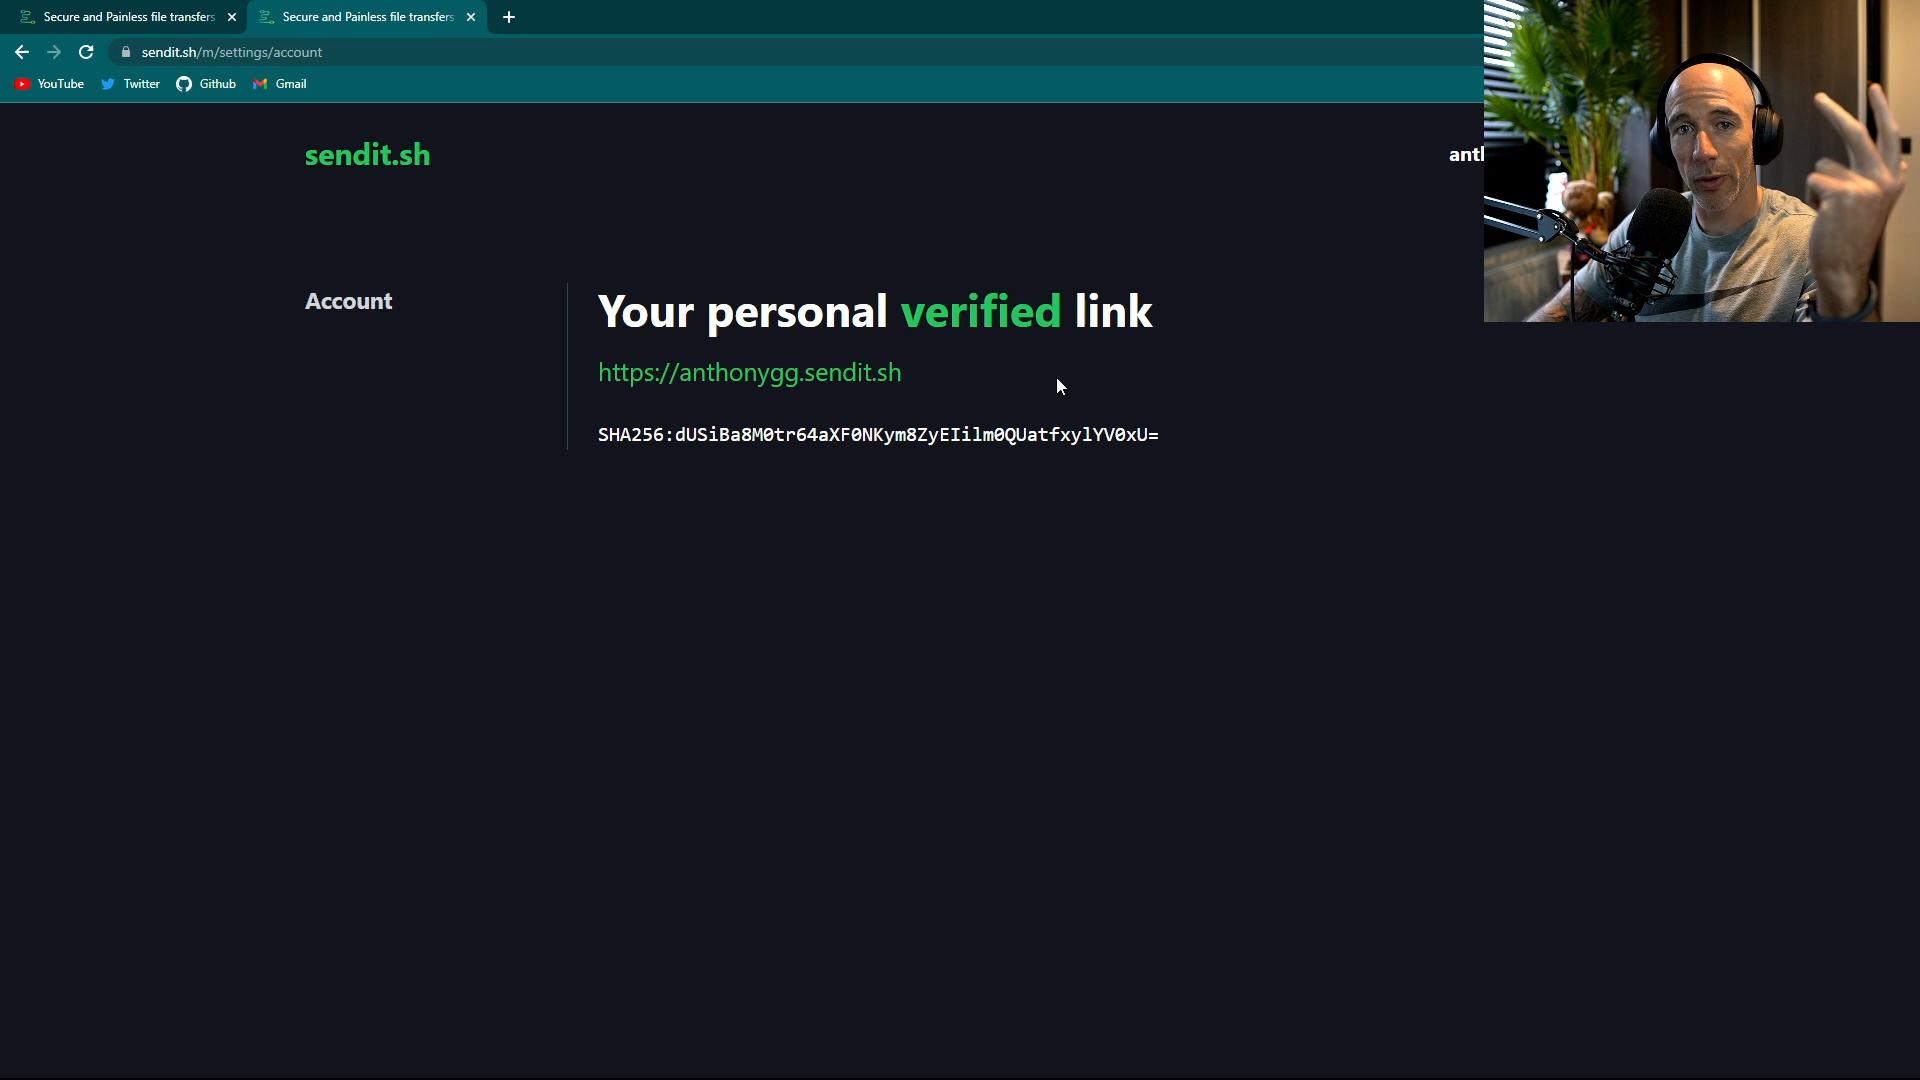 Secure and Painless file transfers
Secure and Painless file transfers
sendit.sh/m/settings/account
YouTube
Twitter
Github
Gmail
sendit.sh
anth
Account
Your personal verified link
https://anthonygg.sendit.sh
SHA256:dUSiBa8M0tr64aXF0NKym8ZyEIilm0QUatfxylYV0xU=